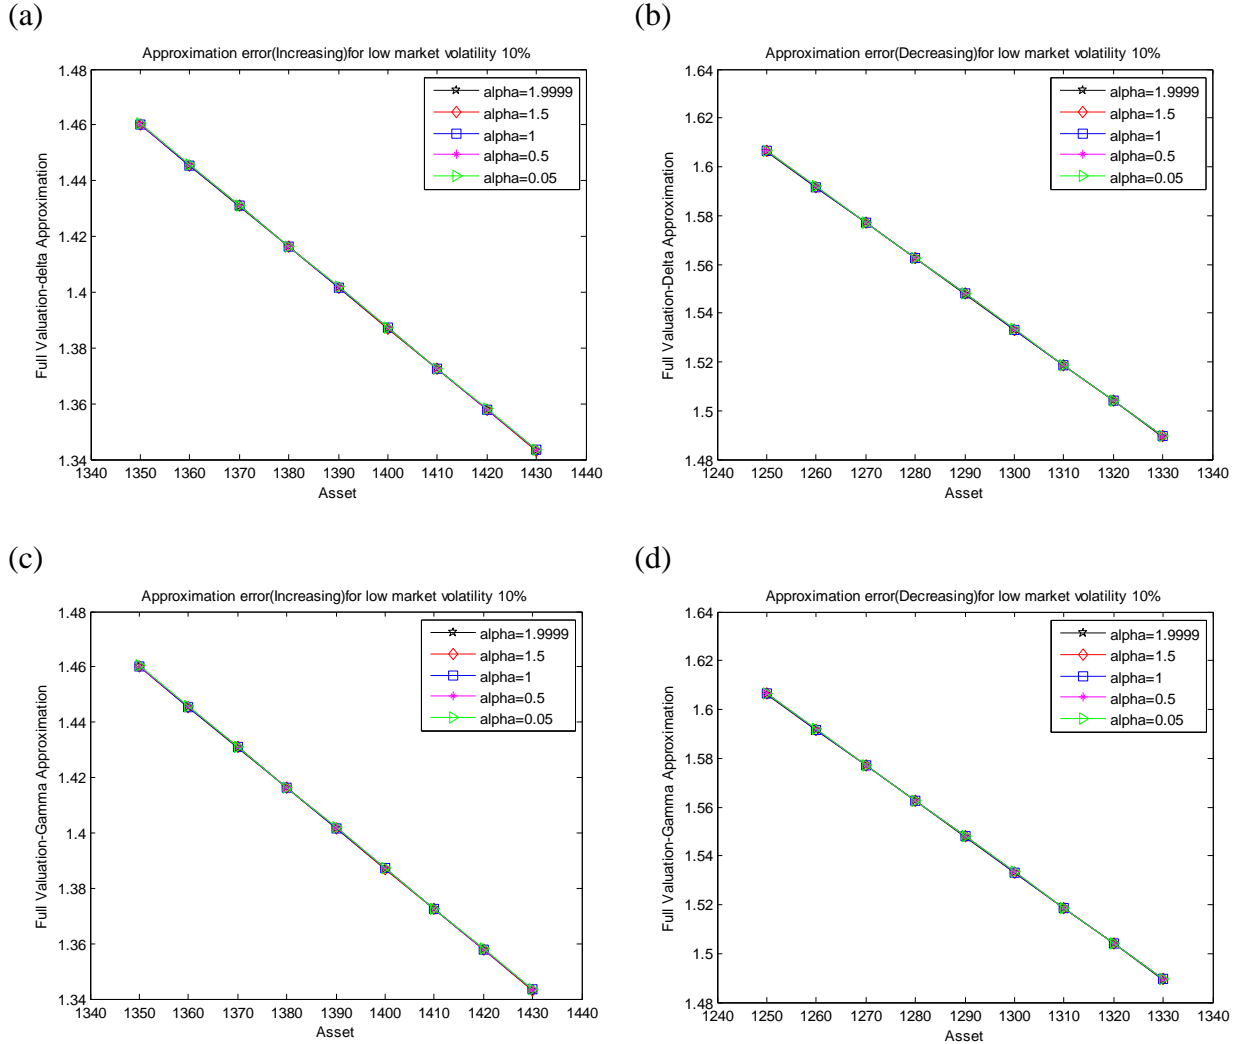 (a)
Approximation error(Increasing)for low market volatility 10%
1.48
1.46
1.44
1.42
1.4
1.38
1.36
1.34
Full Valuation-delta Approximation
alpha=1.9999
alpha=1.5
alpha=1
alpha=0.5
alpha=0.05
1340 1350 1360 1370 1380 1390 1400 1410 1420 1430 1440
Asset
(b)
Approximation error(Decreasing)for low market volatility 10%
1.64
1.62
1.6
1.58
1.56
1.54
1.52
1.5
1.48
Full Valuation-Delta Approximation
alpha=1.9999
alpha=1.5
alpha=1
alpha=0.5
alpha=0.05
1240 1250 1260 1270 1280 1290 1300 1310 1320 1330 1340
Asset
(c)
Approximation error(Increasing)for low market volatility 10%
1.48
1.46
1.44
1.42
1.4
1.38
1.36
1.34
Full Valuation-Gamma Approximation
alpha=1.9999
alpha=1.5
alpha=1
alpha=0.5
alpha=0.05
1340 1350 1360 1370 1380 1390 1400 1410 1420 1430 1440
Asset
(d)
Approximation error(Decreasing)for low market volatility 10%
1.64
1.62
1.6
1.58
1.56
1.54
1.52
1.5
1.48
Full Valuation-Gamma Approximation
alpha=1.9999
alpha=1.5
alpha=1
alpha=0.5
alpha=0.05
1240 1250 1260 1270 1280 1290 1300 1310 1320 1330 1340
Asset